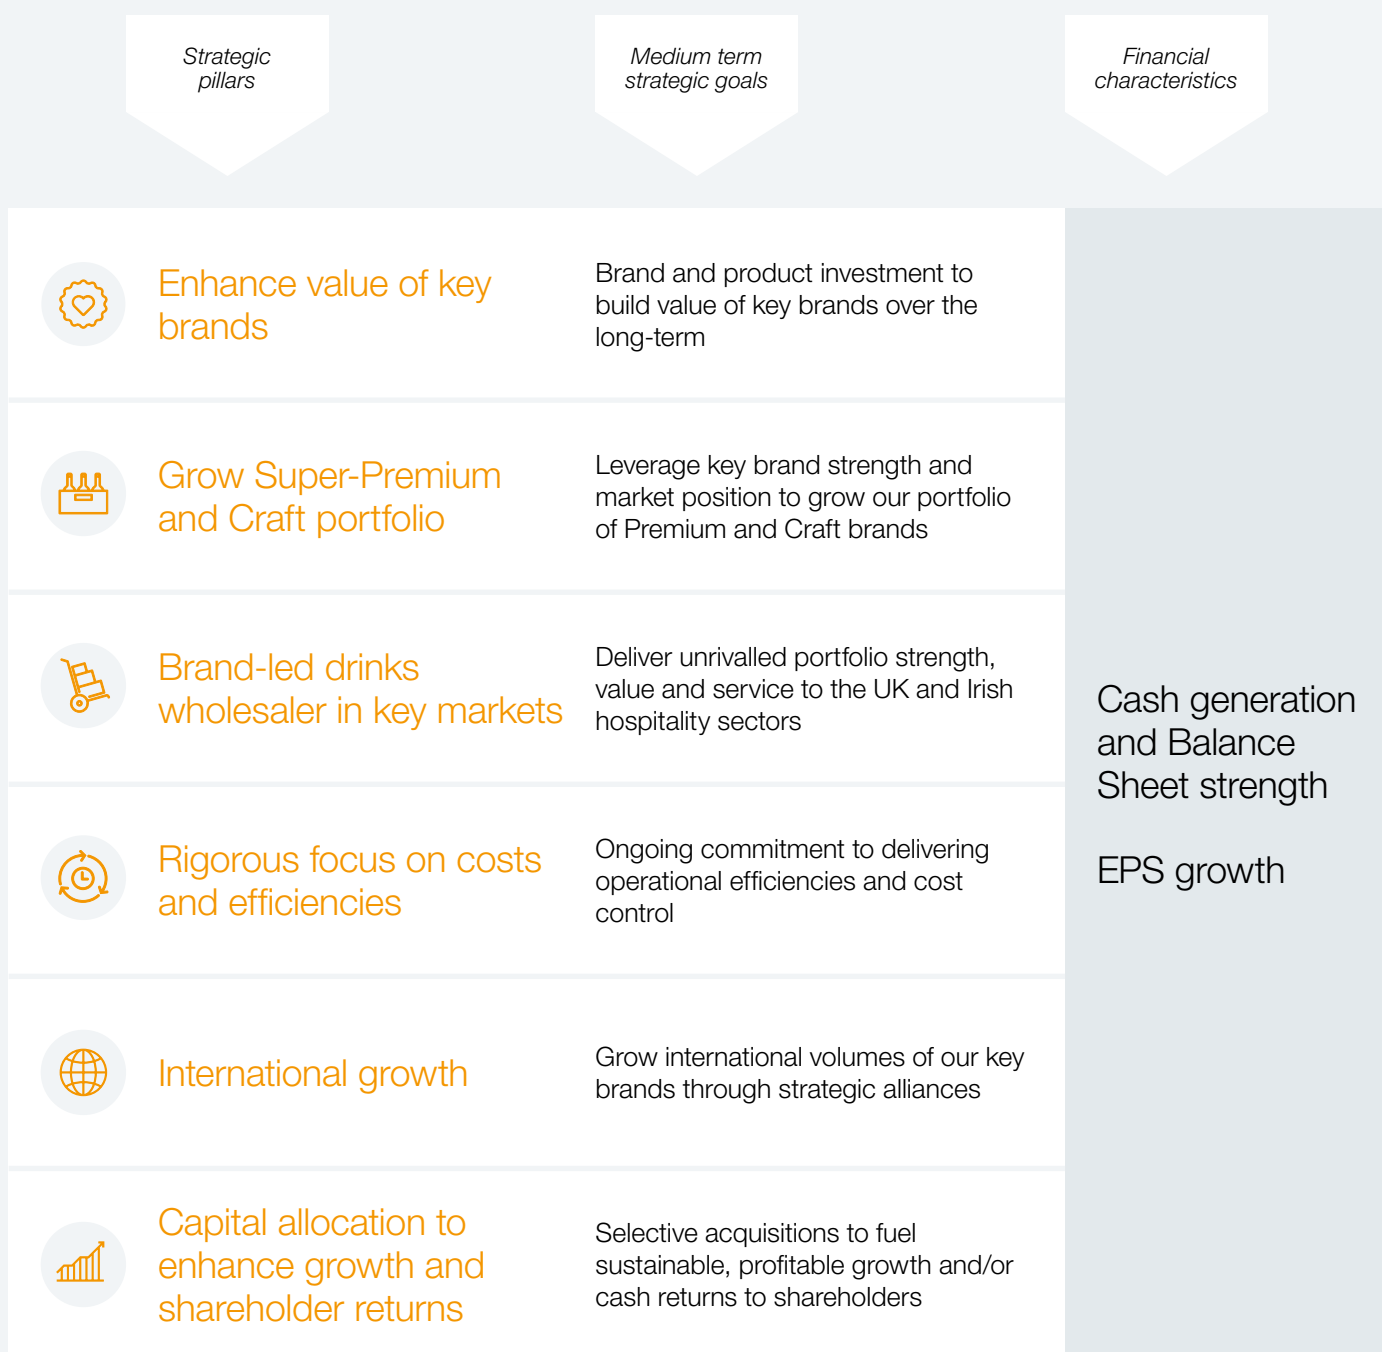 Strategic
pillars
Medium term
strategic goals
Financial
characteristics
Enhance value of key
brands
Brand and product investment to
build value of key brands over the
long-term
Grow Super-Premium
and Craft portfolio
Leverage key brand strength and
market position to grow our portfolio
of Premium and Craft brands
Brand-led drinks
wholesaler in key markets
Deliver unrivalled portfolio strength,
value and service to the UK and Irish
hospitality sectors
Rigorous focus on costs
and efficiencies
Ongoing commitment to delivering
operational efficiencies and cost
control
International growth
Grow international volumes of our key
brands through strategic alliances
Capital allocation to
enhance growth and
shareholder returns
Selective acquisitions to fuel
sustainable, profitable growth and/or
cash returns to shareholders
Cash generation
and Balance
Sheet strength
EPS growth